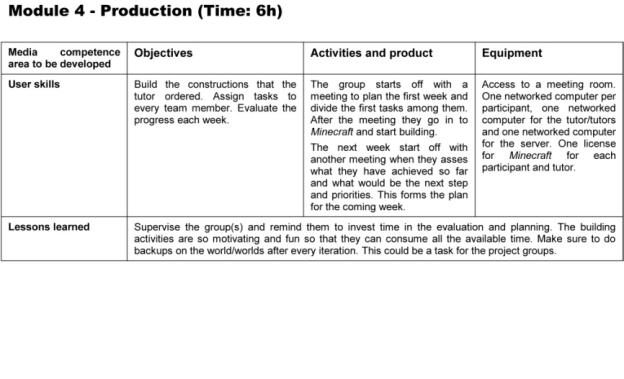 Module 4 - Production (Time: 6h)
Media competence
area to be developed
Objectives
Activities and product
Equipment
User skills
Build the constructions that the
tutor ordered. Assign tasks to
every team member. Evaluate the
progress each week.
The group starts off with a
meeting to plan the first week and
divide the first tasks among them.
After the meeting they go in to
Minecraft and start building.
The next week start off with
another meeting when they asses
what they have achieved so far
and what would be the next step
and priorities. This forms the plan
for the coming week.
Access to a meeting room.
One networked computer per
participant, one networked
computer for the tutor/tutors
and one networked computer
for the server. One license
for Minecraft for each
participant and tutor.
Lessons learned
Supervise the group(s) and remind them to invest time in the evaluation and planning. The building
activities are so motivating and fun so that they can consume all the available time. Make sure to do
backups on the world/worlds after every iteration. This could be a task for the project groups.